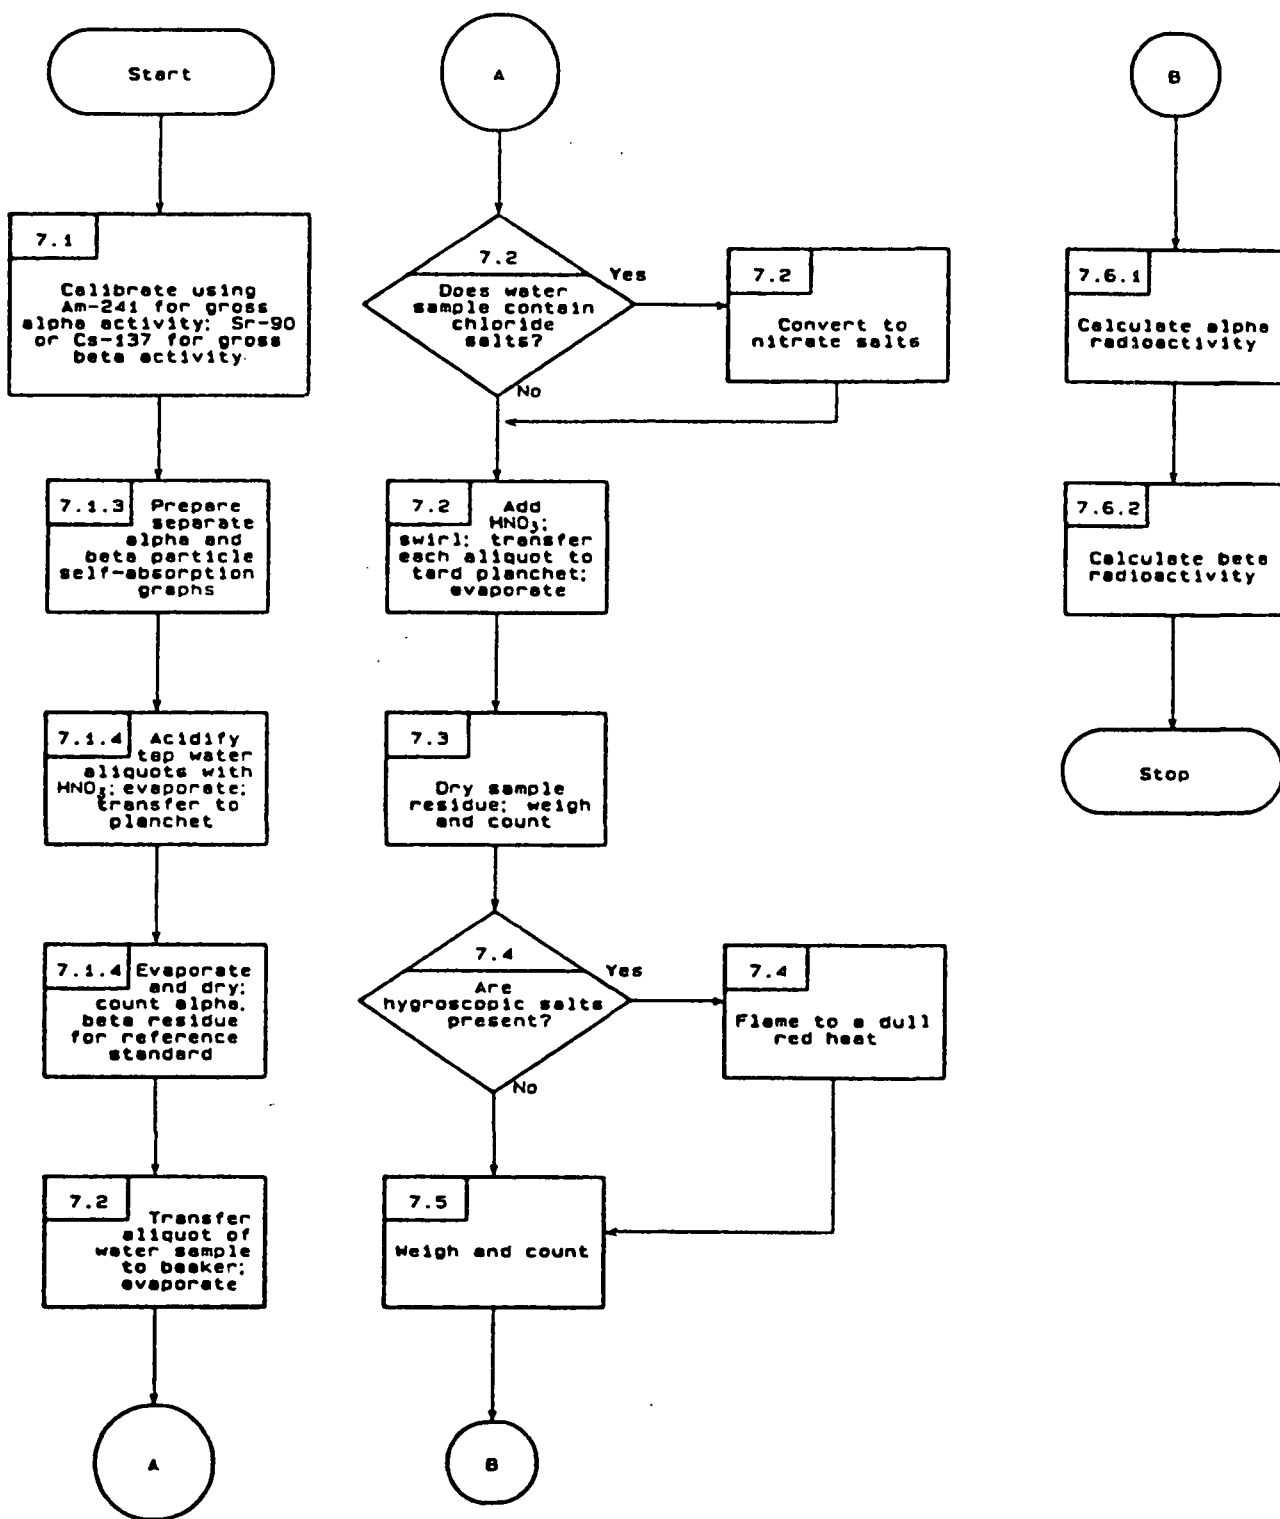 Start
7.1
Calibrate using
Am-241 for gross
alpha activity; Sr-90
or Cs-137 for gross
beta activity
7.1.3 Prepare
separate
alpha and
beta particle
self-absorption
graphs
7.1.4 Acidify
tap water
aliquots with
HNO3; evaporate;
transfer to
planchet
7.1.4 Evaporate
and dry;
count alpha,
beta residue
for reference
standard
7.2
Transfer
aliquot of
water sample
to beaker;
evaporate
A
A
7.2
Does water
sample contain
chloride
salts?
Yes
No
7.2
Convert to
nitrate salts
7.2 Add
HNO3;
swirl; transfer
each aliquot to
tard planchet;
evaporate
7.3
Dry sample
residue; weigh
and count
7.4
Are
hygroscopic salts
present?
Yes
No
7.4
Flame to a dull
red heat
7.5
Weigh and count
B
B
7.6.1
Calculate alpha
radioactivity
7.6.2
Calculate beta
radioactivity
Stop